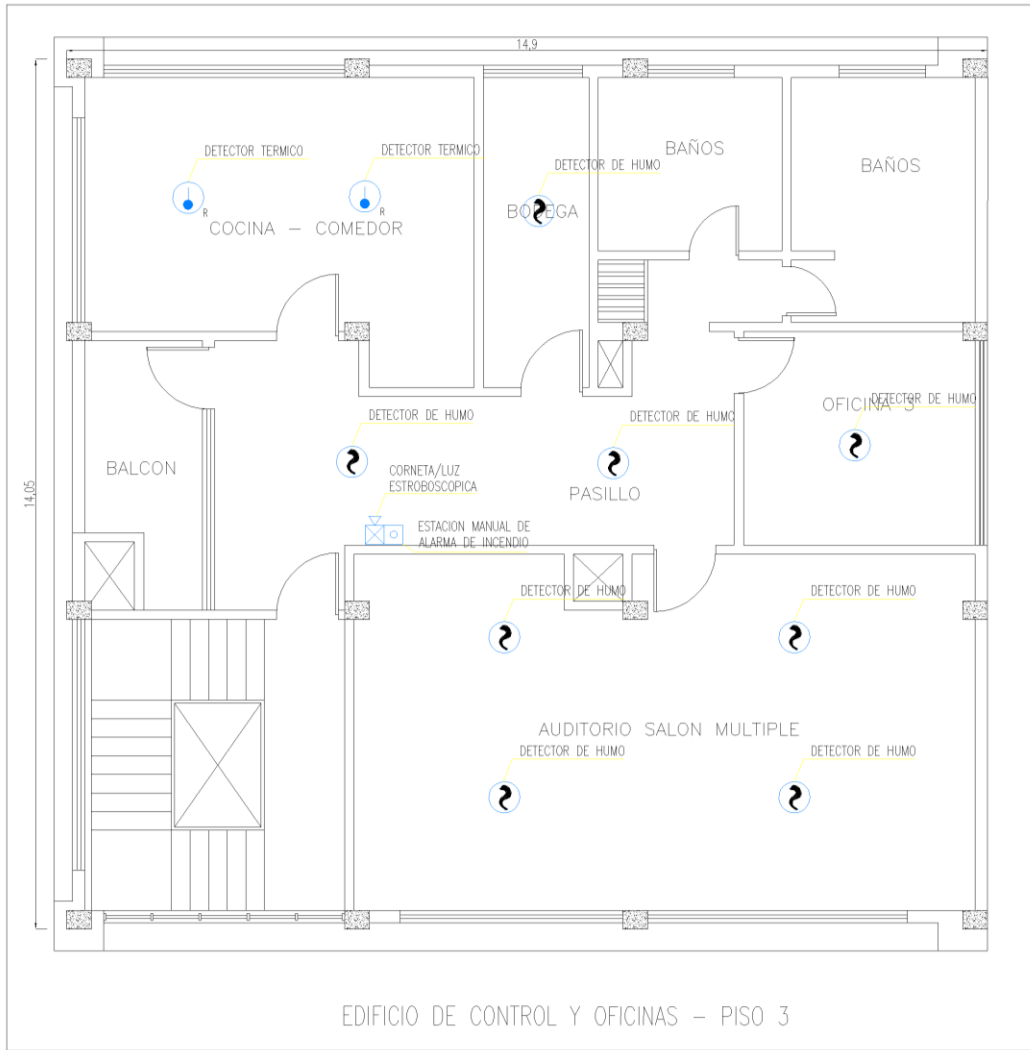 14,9
DETECTOR TERMICO
DETECTOR TERMICO
R
R
COCINA – COMEDOR
DETECTOR DE HUMO
BODEGA
BAÑOS
BAÑOS
DETECTOR DE HUMO
DETECTOR DE HUMO
OFICINA 3
DETECTOR DE HUMO
BALCON
PASILLO
CORNETA/LUZ
ESTROBOSCOPICA
ESTACION MANUAL DE
ALARMA DE INCENDIO
14,05
DETECTOR DE HUMO
DETECTOR DE HUMO
AUDITORIO SALON MULTIPLE
DETECTOR DE HUMO
DETECTOR DE HUMO
EDIFICIO DE CONTROL Y OFICINAS – PISO 3